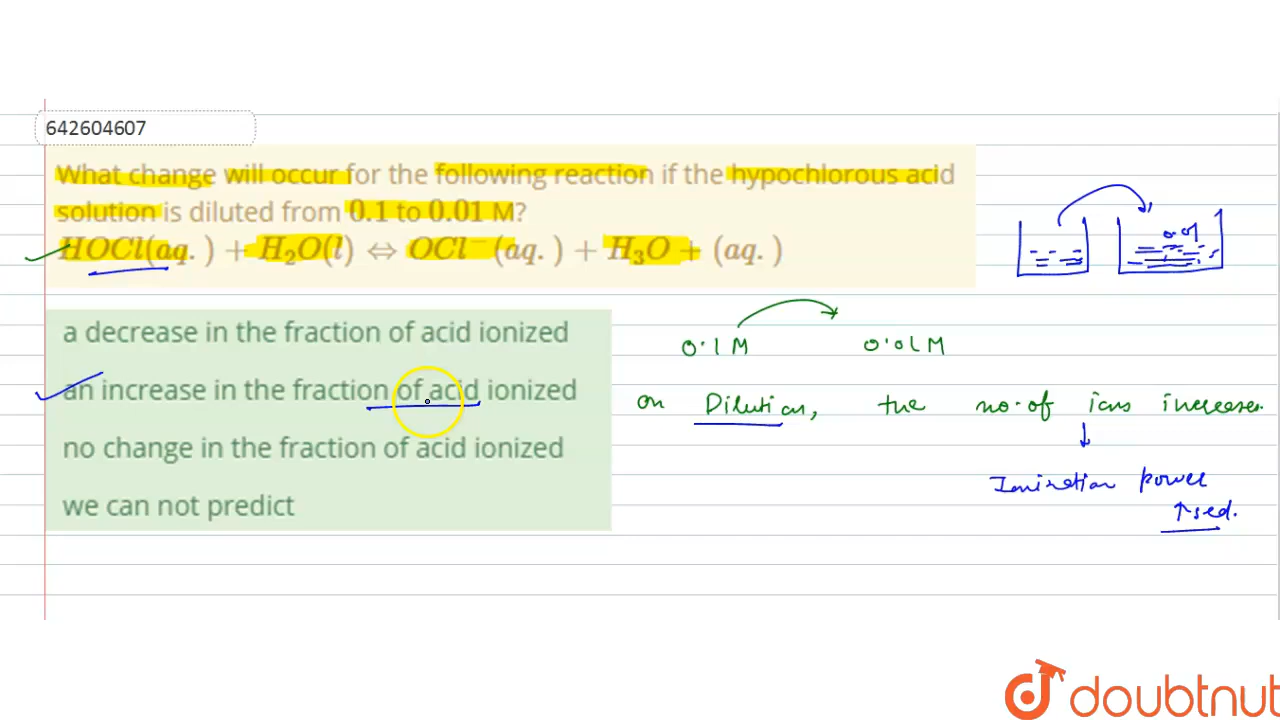 642604607
What change will occur for the following reaction if the hypochlorous acid
solution is diluted from 0.1 to 0.01 M?
HOCl(aq.) + H₂O(l) ⇔ OCl⁻(aq.) + H₃O + (aq.)
a decrease in the fraction of acid ionized
an increase in the fraction of acid ionized
no change in the fraction of acid ionized
we can not predict
0.01
0.1 M 0.01 M
on Dilution, the no. of ions increases
↓
Ionization power
↑sed.
doubtnut